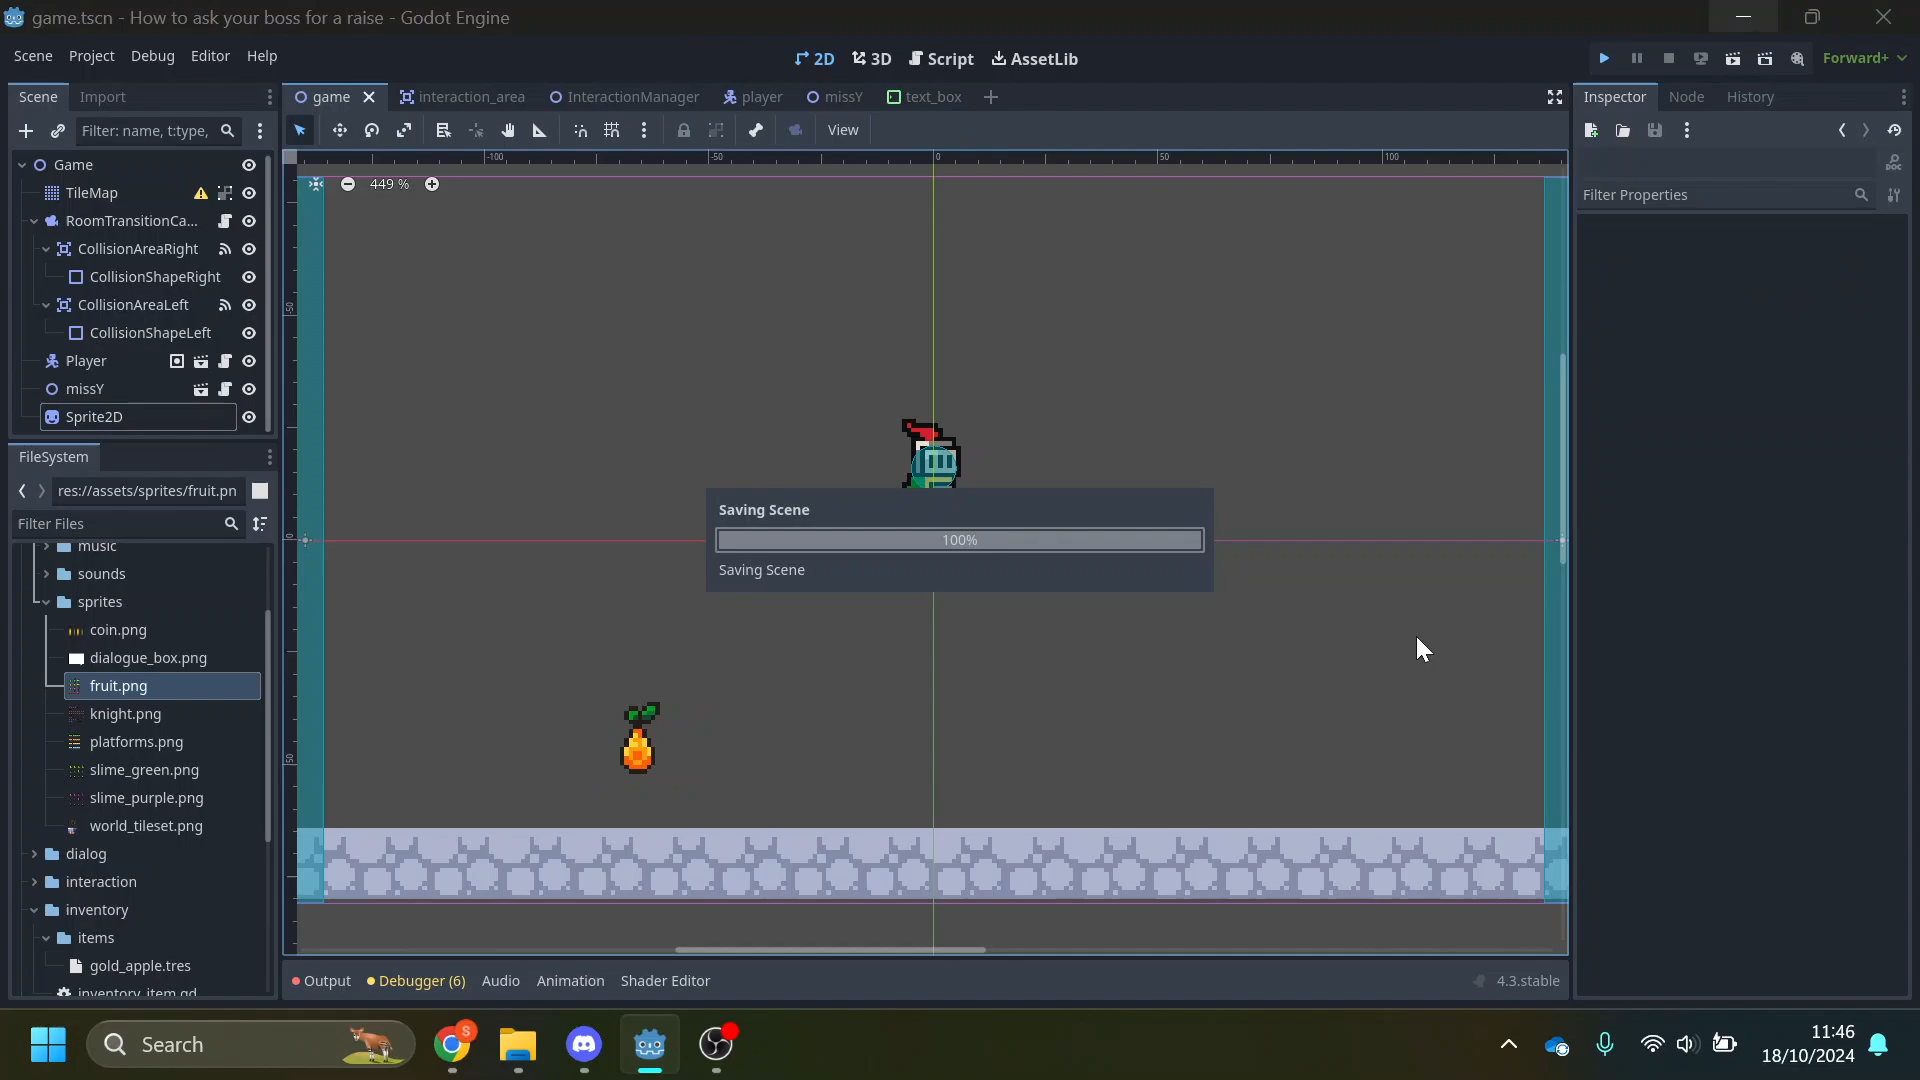 game.tscn - How to ask your boss for a raise - Godot Engine
Scene Project Debug Editor Help
2D 3D Script AssetLib
Forward+
Scene Import
game interaction_area InteractionManager player missY text_box
Inspector Node History
Filter: name, t:type,
View
Filter Properties
449 %
-100 -50 0 50 100
-50
0
50
Game
TileMap
RoomTransitionCa...
CollisionAreaRight
CollisionShapeRight
CollisionAreaLeft
CollisionShapeLeft
Player
missY
Sprite2D
FileSystem
res://assets/sprites/fruit.pn
Filter Files
music
sounds
sprites
coin.png
dialogue_box.png
fruit.png
knight.png
platforms.png
slime_green.png
slime_purple.png
world_tileset.png
dialog
interaction
inventory
items
gold_apple.tres
inventory_item.gd
Saving Scene
100%
Saving Scene
Output Debugger (6) Audio Animation Shader Editor
4.3.stable
Search
S
11:46
18/10/2024